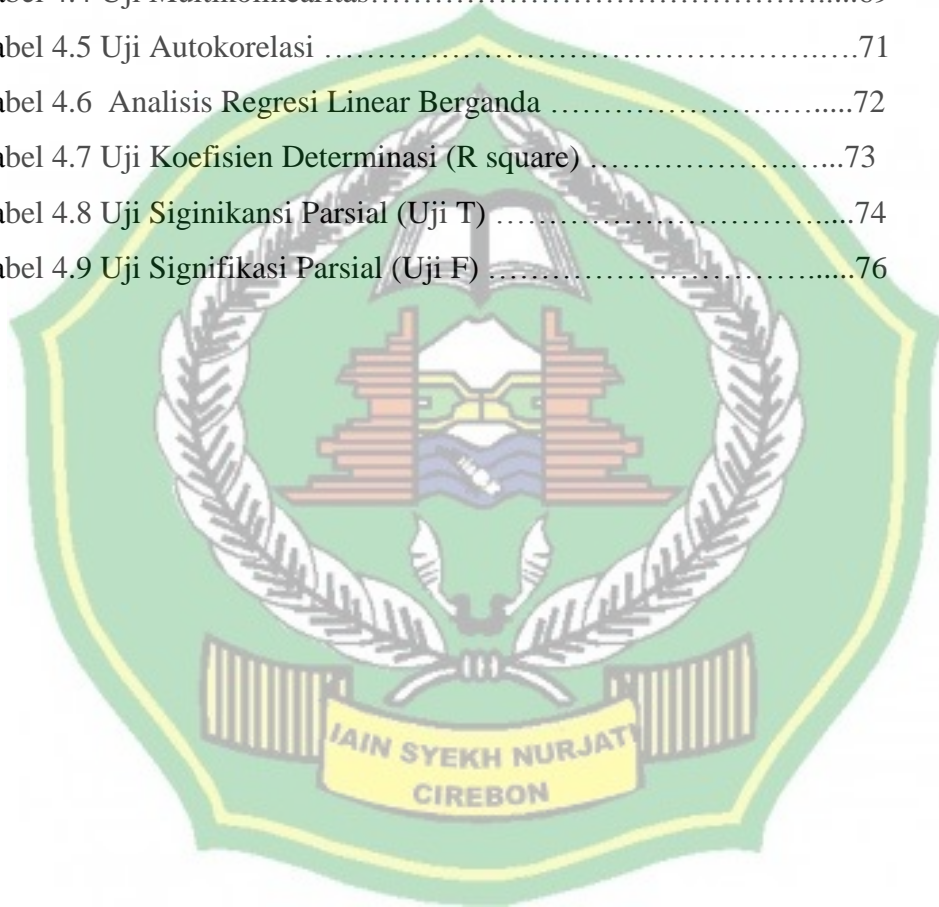 abel 4.5 Uji Autokorelasi ……………………………………………….71
abel 4.6  Analisis Regresi Linear Berganda …………………….....72
abel 4.7 Uji Koefisien Determinasi (R square) ………………….…...73
abel 4.8 Uji Siginikansi Parsial (Uji T) ……………………………....74
abel 4.9 Uji Signifikasi Parsial (Uji F) ……………………………......76
IAIN SYEKH NURJATI
CIREBON